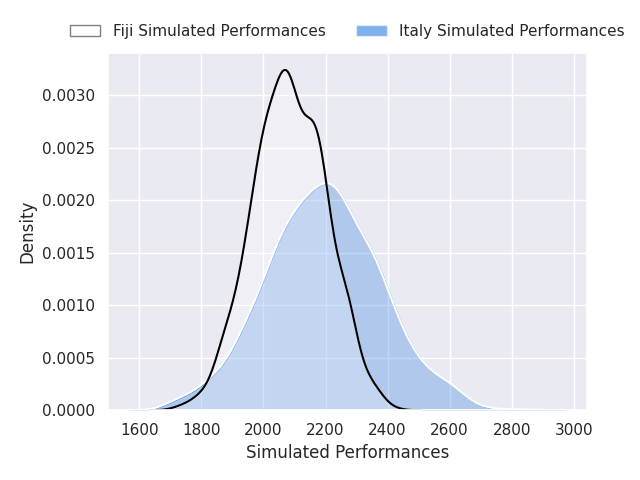 Fiji Simulated Performances
Italy Simulated Performances
0.0030
0.0025
0.0020
0.0015
0.0010
0.0005
0.0000
Density
1600 1800 2000 2200 2400 2600 2800 3000
Simulated Performances